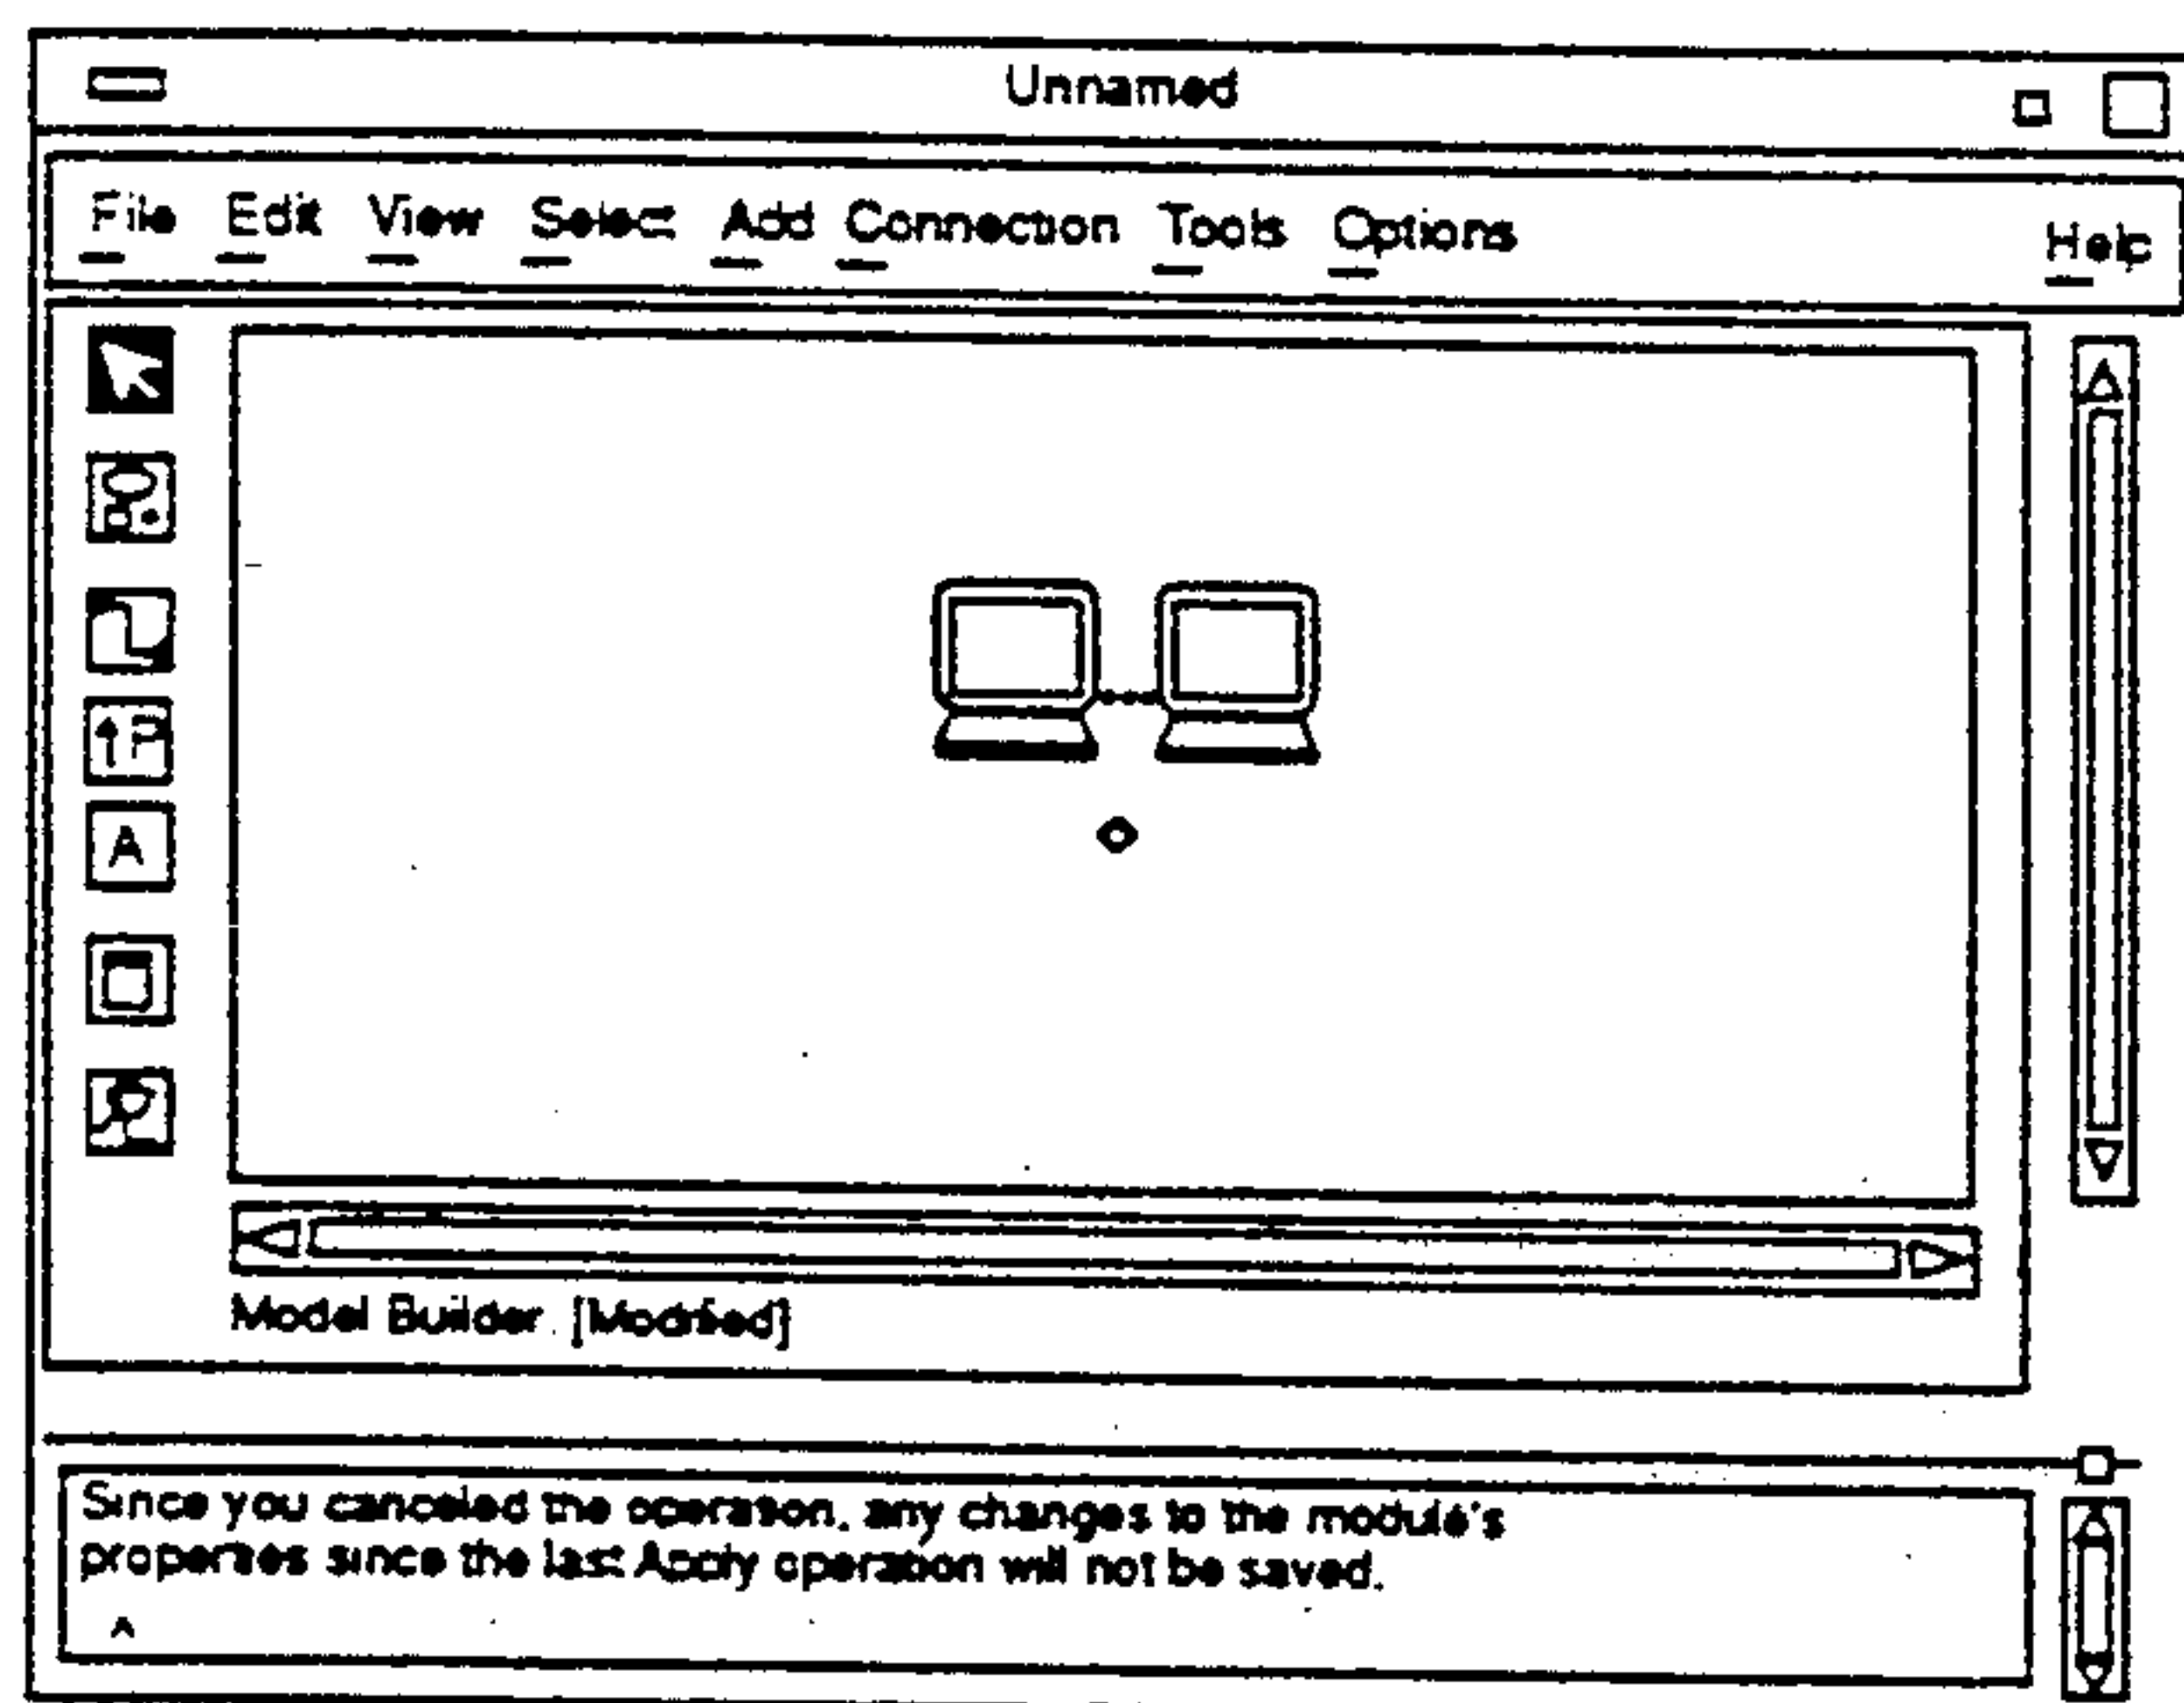 Unnamed
File Edit View Select Add Connection Tools Options Help
A
Model Builder [Modified]
Since you canceled the operation, any changes to the module's
properties since the last Apply operation will not be saved.
^